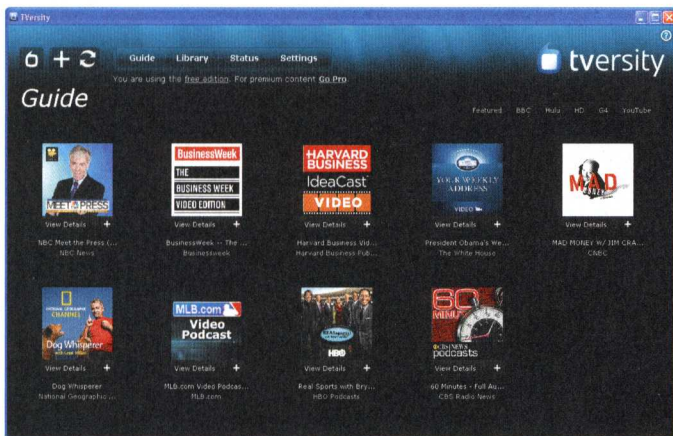 TVersity
Guide Library Status Settings
tversity
You are using the free edition. For premium content Go Pro.
Guide
Featured BBC Hulu HD G4 YouTube
MEET THE PRESS
View Details +
NBC Meet the Press (...
NBC News
BusinessWeek
THE
BUSINESS WEEK
VIDEO EDITION
View Details +
BusinessWeek -- The ...
Businessweek
HARVARD
BUSINESS
IdeaCast
VIDEO
View Details +
Harvard Business Vid...
Harvard Business Pub...
YOUR WEEKLY
ADDRESS
VIDEO
View Details +
President Obama's We...
The White House
MAD
MONEY
View Details +
MAD MONEY W/ JIM CRA...
CNBC
NATIONAL GEOGRAPHIC
CHANNEL
Dog Whisperer
View Details +
Dog Whisperer
National Geographic ...
MLB.com
Video
Podcast
View Details +
MLB.com Video Podcas...
MLB.com
HBO
View Details +
Real Sports with Bry...
HBO Podcasts
60
MINUTES
CBS NEWS
podcasts
View Details +
60 Minutes - Full Au...
CBS Radio News